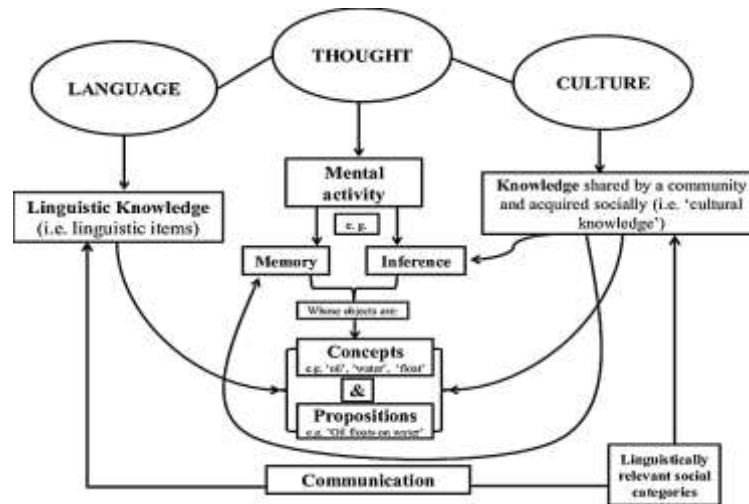 THOUGHT
LANGUAGE
CULTURE
Mental
activity
Linguistic Knowledge
(i.e. linguistic items)
Knowledge shared by a community
and acquired socially (i.e. ‘cultural
knowledge’)
e. g.
Memory
Inference
Whose objects are:
Concepts
e.g. ‘oil’, ‘water’, ‘float’
&
Propositions
e.g. ‘Oil floats on water’
Communication
Linguistically
relevant social
categories